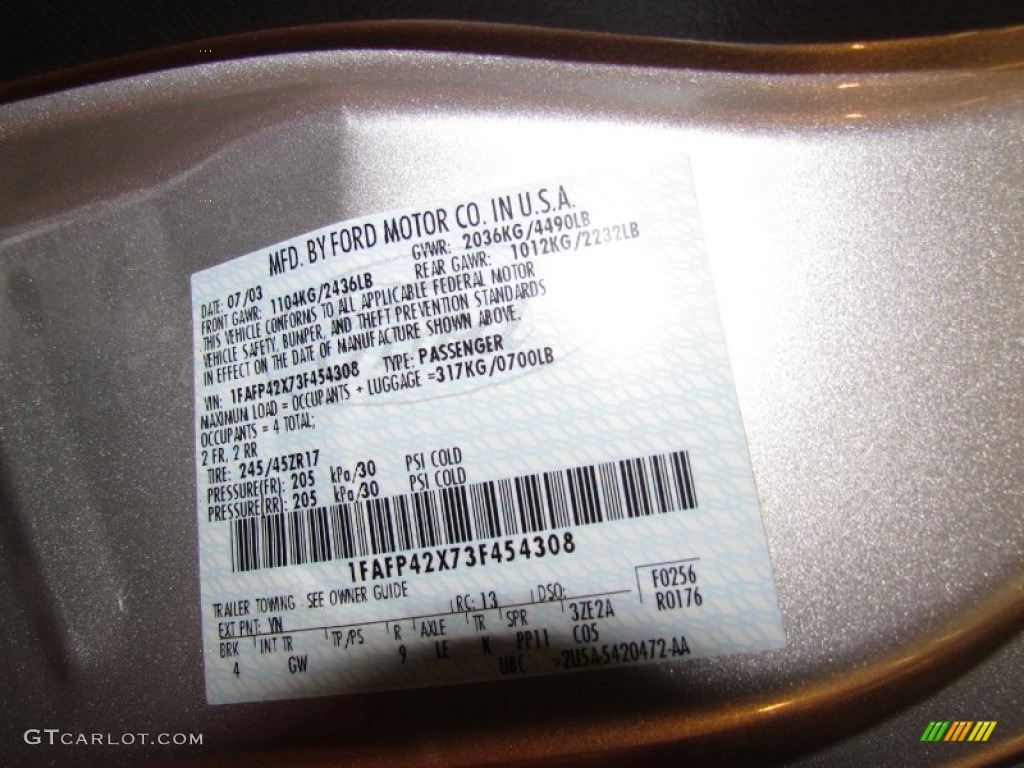 MFD. BY FORD MOTOR CO. IN U.S.A.
DATE: 07/03 GVWR: 2036KG/4490LB
FRONT GAWR: 1104KG/2436LB REAR GAWR: 1012KG/2232LB
THIS VEHICLE CONFORMS TO ALL APPLICABLE FEDERAL MOTOR
VEHICLE SAFETY, BUMPER, AND THEFT PREVENTION STANDARDS
IN EFFECT ON THE DATE OF MANUFACTURE SHOWN ABOVE.
VIN: 1FAFP42X73F454308 TYPE: PASSENGER
MAXIMUM LOAD = OCCUPANTS + LUGGAGE =317KG/0700LB
OCCUPANTS = 4 TOTAL;
2 FR, 2 RR
TIRE: 245/45ZR17
PRESSURE(FR): 205 kPa/30 PSI COLD
PRESSURE(RR): 205 kPa/30 PSI COLD
1FAFP42X73F454308
TRAILER TOWING - SEE OWNER GUIDE
F0256
EXT PNT: YN RC: 13 DSO: R0176
BRK INT TR TP/PS R AXLE TR SPR 3ZE2A
4 GW 9 LE X PP11 C05
UBC 2U5A-5420472-AA
GTCARLOT.COM